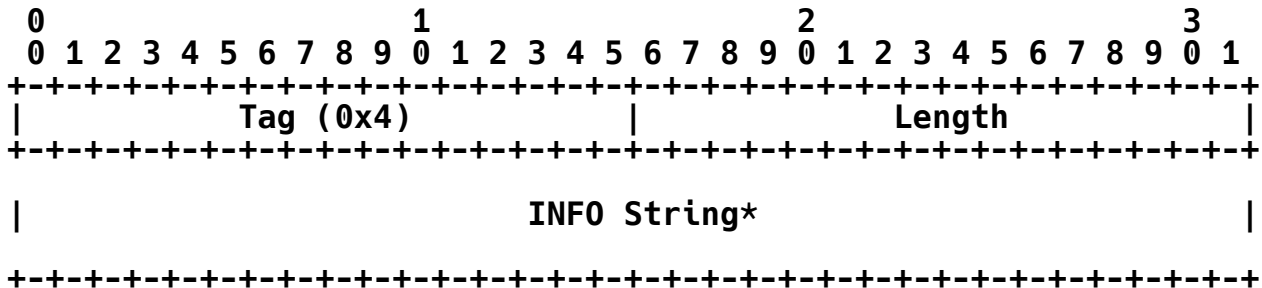 0                   1                   2                   3
 0 1 2 3 4 5 6 7 8 9 0 1 2 3 4 5 6 7 8 9 0 1 2 3 4 5 6 7 8 9 0 1
+-+-+-+-+-+-+-+-+-+-+-+-+-+-+-+-+-+-+-+-+-+-+-+-+-+-+-+-+-+-+-+-+
|           Tag (0x4)           |             Length            |
+-+-+-+-+-+-+-+-+-+-+-+-+-+-+-+-+-+-+-+-+-+-+-+-+-+-+-+-+-+-+-+-+
|                          INFO String*                         |
+-+-+-+-+-+-+-+-+-+-+-+-+-+-+-+-+-+-+-+-+-+-+-+-+-+-+-+-+-+-+-+-+